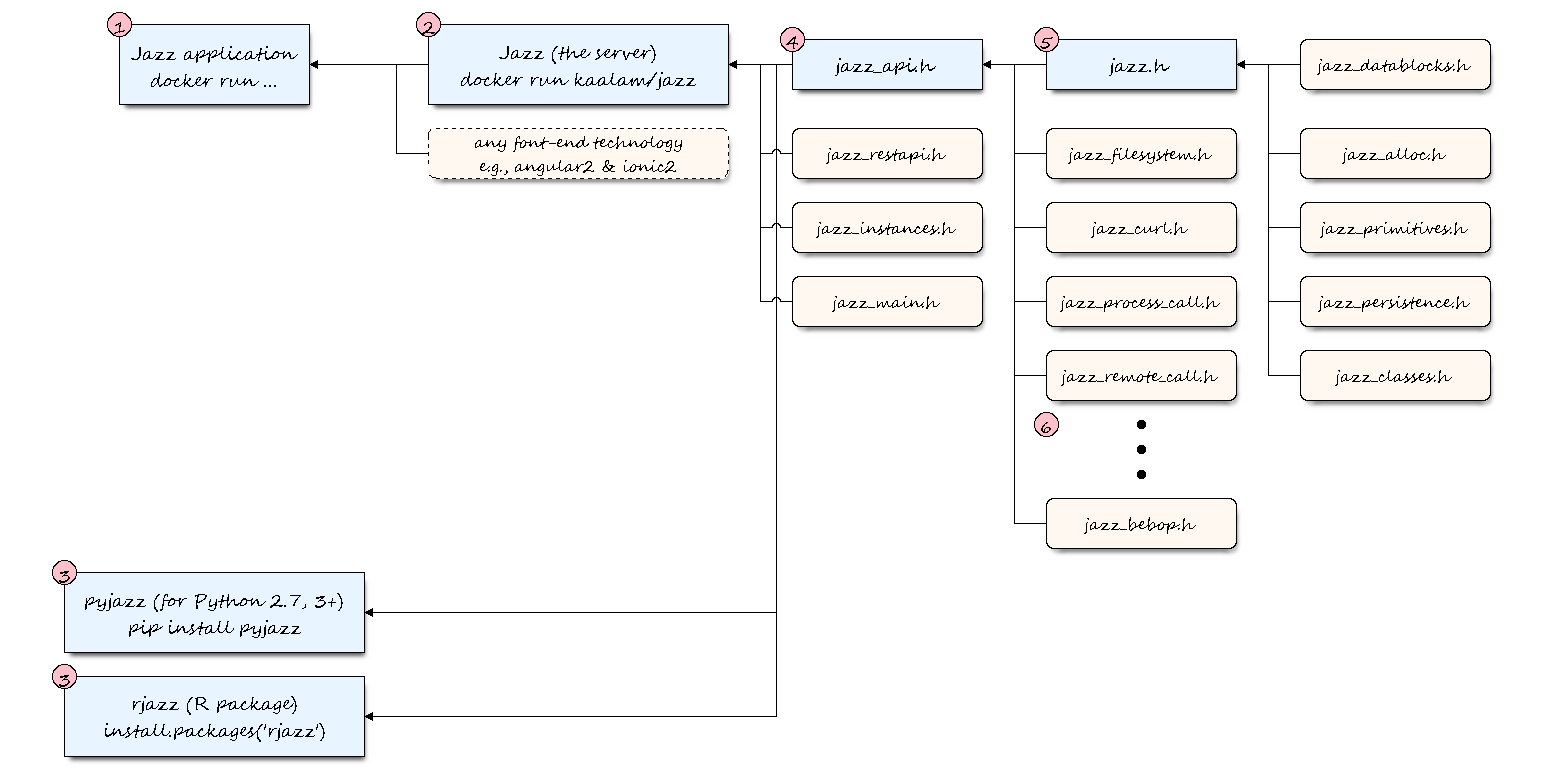 1
Jazz application
docker run ...
2
Jazz (the server)
docker run kaalam/jazz
any font-end technology
e.g., angular2 & ionic2
4
jazz_api.h
jazz_restapi.h
jazz_instances.h
jazz_main.h
5
jazz.h
jazz_filesystem.h
jazz_curl.h
jazz_process_call.h
jazz_remote_call.h
6
jazz_bebop.h
jazz_datablocks.h
jazz_alloc.h
jazz_primitives.h
jazz_persistence.h
jazz_classes.h
3
pyjazz (for Python 2.7, 3+)
pip install pyjazz
3
rjazz (R package)
install.packages('rjazz')